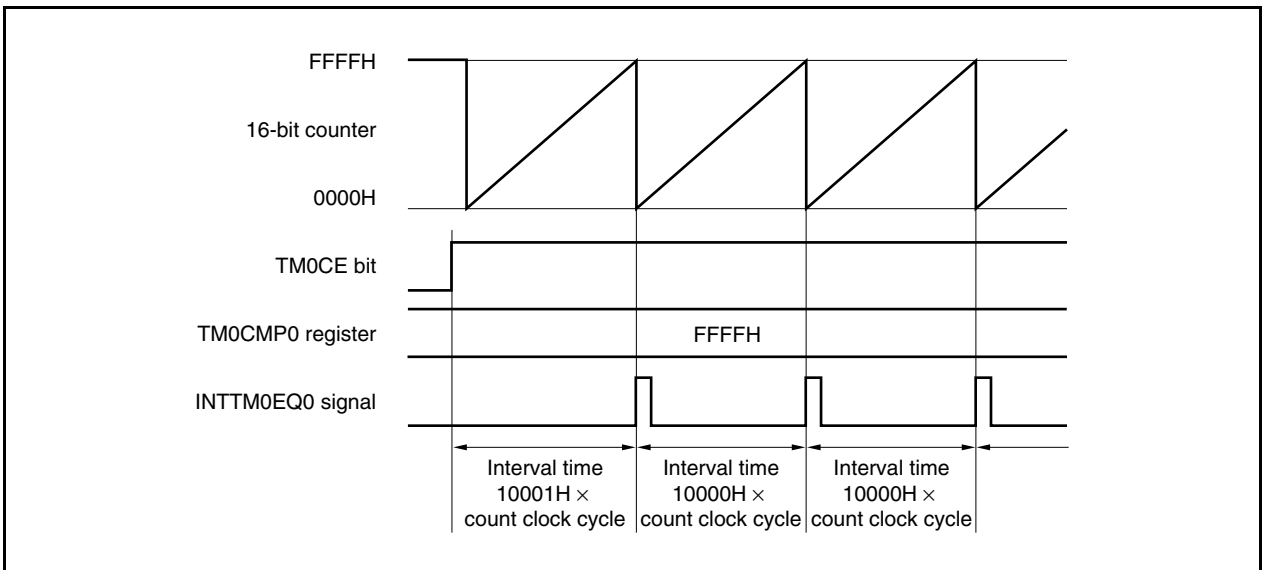 FFFFH
16-bit counter
0000H
TM0CE bit
TM0CMP0 register
FFFFH
INTTM0EQ0 signal
Interval time
10001H ×
count clock cycle
Interval time
10000H ×
count clock cycle
Interval time
10000H ×
count clock cycle